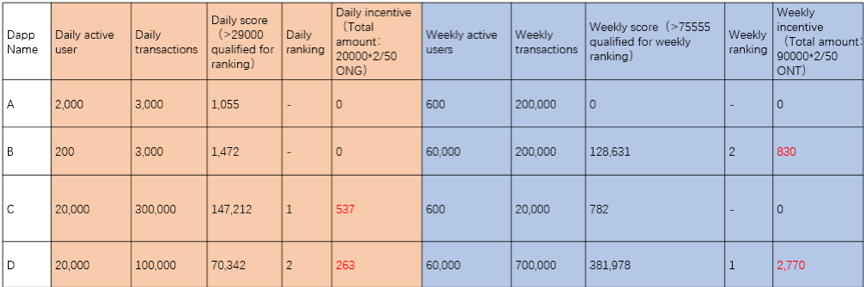 Dapp Name | Daily active user | Daily transactions | Daily score （>29000 qualified for ranking） | Daily ranking | Daily incentive （Total amount: 20000*2/50 ONG） | Weekly active users | Weekly transactions | Weekly score （>75555 qualified for weekly ranking） | Weekly ranking | Weekly incentive （Total amount: 90000*2/50 ONT）
A | 2,000 | 3,000 | 1,055 | - | 0 | 600 | 200,000 | 0 | - | 0
B | 200 | 3,000 | 1,472 | - | 0 | 60,000 | 200,000 | 128,631 | 2 | 830
C | 20,000 | 300,000 | 147,212 | 1 | 537 | 600 | 20,000 | 782 | - | 0
D | 20,000 | 100,000 | 70,342 | 2 | 263 | 60,000 | 700,000 | 381,978 | 1 | 2,770